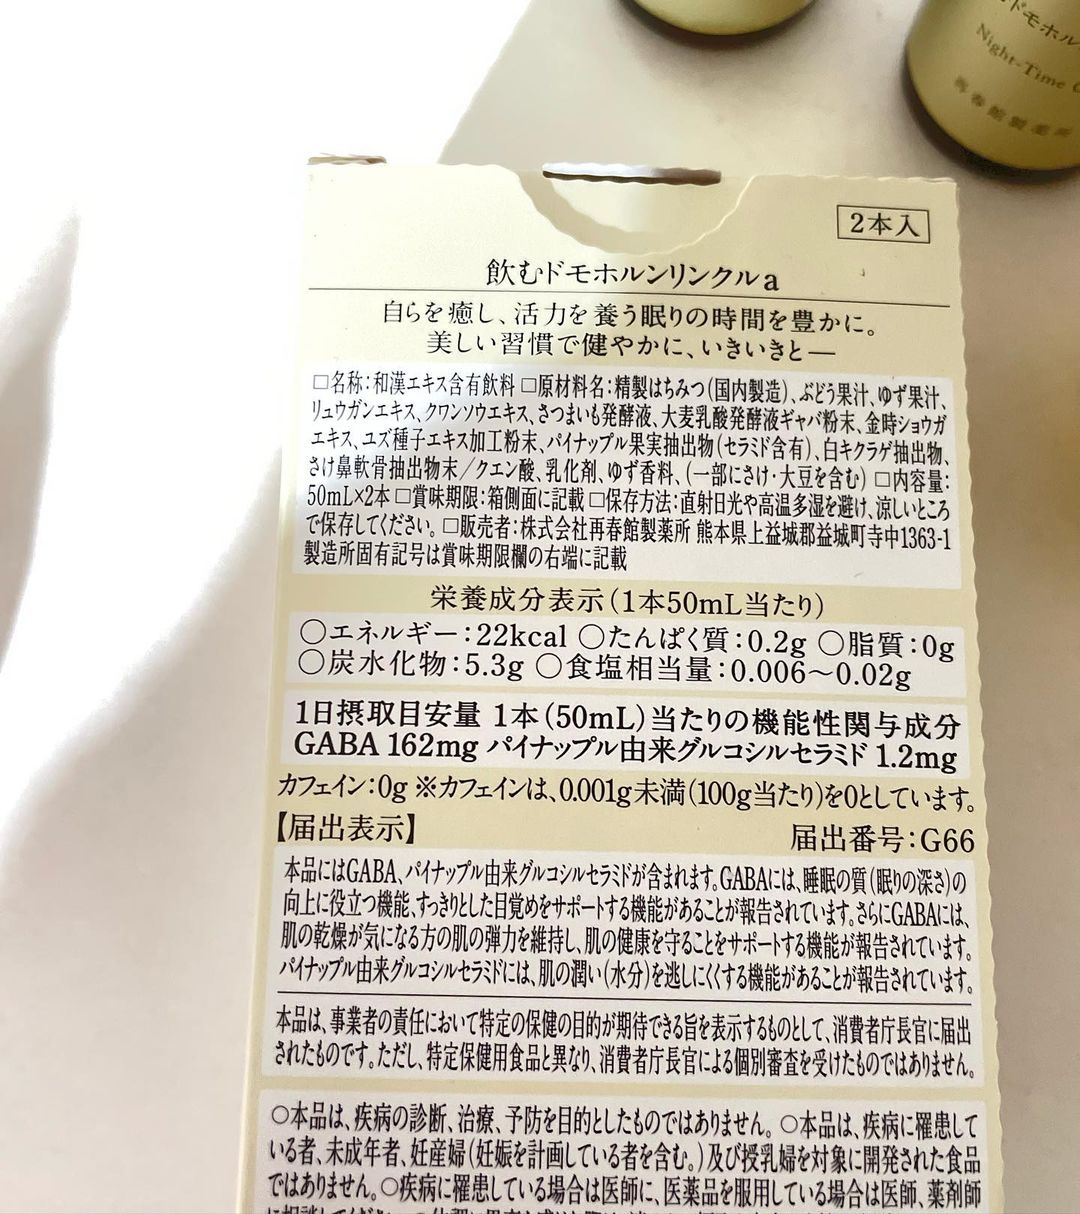 ドモホル
Night-Time
再春館製薬所
2本入
飲むドモホルンリンクルa
自らを癒し、活力を養う眠りの時間を豊かに。
美しい習慣で健やかに、いきいきと―
□名称：和漢エキス含有飲料 □原材料名：精製はちみつ（国内製造）、ぶどう果汁、ゆず果汁、
リュウガンエキス、クワンソウエキス、さつまいも発酵液、大麦乳酸発酵液ギャバ粉末、金時ショウガ
エキス、ユズ種子エキス加工粉末、パイナップル果実抽出物（セラミド含有）、白キクラゲ抽出物、
さけ鼻軟骨抽出物末／クエン酸、乳化剤、ゆず香料、（一部にさけ・大豆を含む） □内容量：
50mL×2本 □賞味期限：箱側面に記載 □保存方法：直射日光や高温多湿を避け、涼しいところ
で保存してください。 □販売者：株式会社再春館製薬所 熊本県上益城郡益城町寺中1363-1
製造所固有記号は賞味期限欄の右端に記載
栄養成分表示（1本50mL当たり）
○エネルギー：22kcal ○たんぱく質：0.2g ○脂質：0g
○炭水化物：5.3g ○食塩相当量：0.006～0.02g
1日摂取目安量 1本（50mL）当たりの機能性関与成分
GABA 162mg パイナップル由来グルコシルセラミド 1.2mg
カフェイン：0g ※カフェインは、0.001g未満（100g当たり）を0としています。
【届出表示】 届出番号：G66
本品にはGABA、パイナップル由来グルコシルセラミドが含まれます。GABAには、睡眠の質（眠りの深さ）の
向上に役立つ機能、すっきりとした目覚めをサポートする機能があることが報告されています。さらにGABAには、
肌の乾燥が気になる方の肌の弾力を維持し、肌の健康を守ることをサポートする機能が報告されています。
パイナップル由来グルコシルセラミドには、肌の潤い（水分）を逃しにくくする機能があることが報告されています。
本品は、事業者の責任において特定の保健の目的が期待できる旨を表示するものとして、消費者庁長官に届出
されたものです。ただし、特定保健用食品と異なり、消費者庁長官による個別審査を受けたものではありません。
○本品は、疾病の診断、治療、予防を目的としたものではありません。 ○本品は、疾病に罹患して
いる者、未成年者、妊産婦（妊娠を計画している者を含む。）及び授乳婦を対象に開発された食品
ではありません。○疾病に罹患している場合は医師に、医薬品を服用している場合は医師、薬剤師